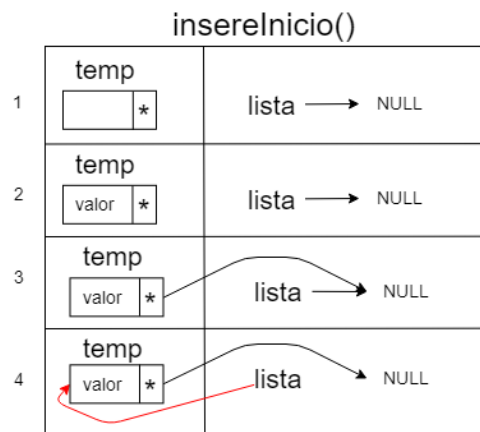 insereInicio()
temp
1 * lista NULL
temp
2 valor * lista NULL
temp
3 valor * lista NULL
temp
4 valor * lista NULL